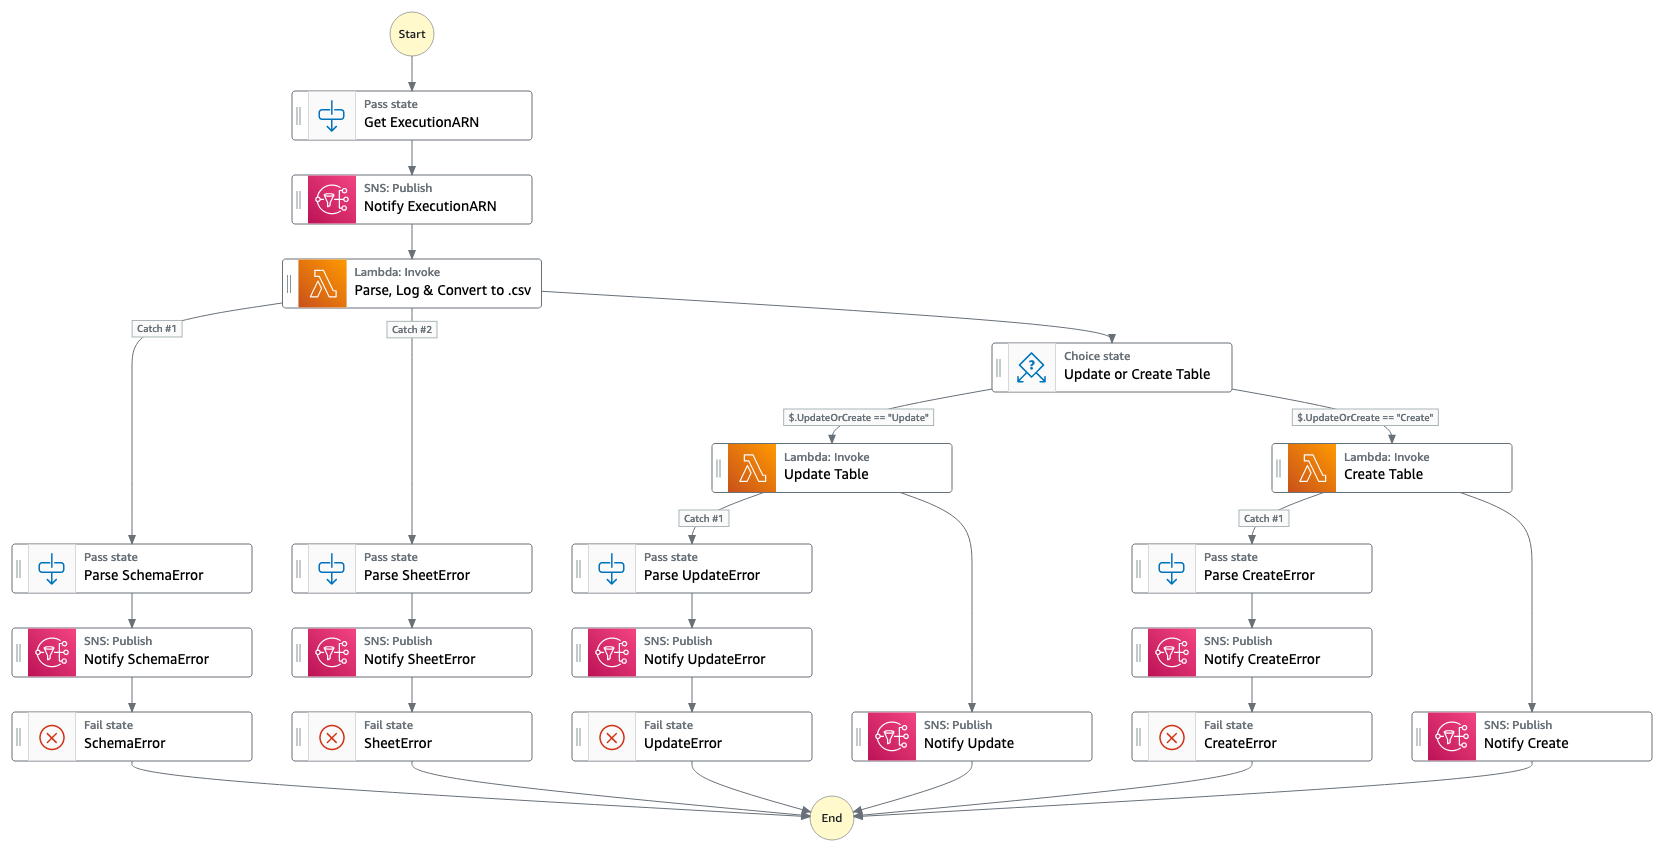 Start
Pass state
Get ExecutionARN
SNS: Publish
Notify ExecutionARN
Lambda: Invoke
Parse, Log & Convert to .csv
Catch #1
Catch #2
Choice state
Update or Create Table
$.UpdateOrCreate == "Update"
$.UpdateOrCreate == "Create"
Lambda: Invoke
Update Table
Lambda: Invoke
Create Table
Catch #1
Catch #1
Pass state
Parse SchemaError
Pass state
Parse SheetError
Pass state
Parse UpdateError
Pass state
Parse CreateError
SNS: Publish
Notify SchemaError
SNS: Publish
Notify SheetError
SNS: Publish
Notify UpdateError
SNS: Publish
Notify CreateError
Fail state
SchemaError
Fail state
SheetError
Fail state
UpdateError
SNS: Publish
Notify Update
Fail state
CreateError
SNS: Publish
Notify Create
End